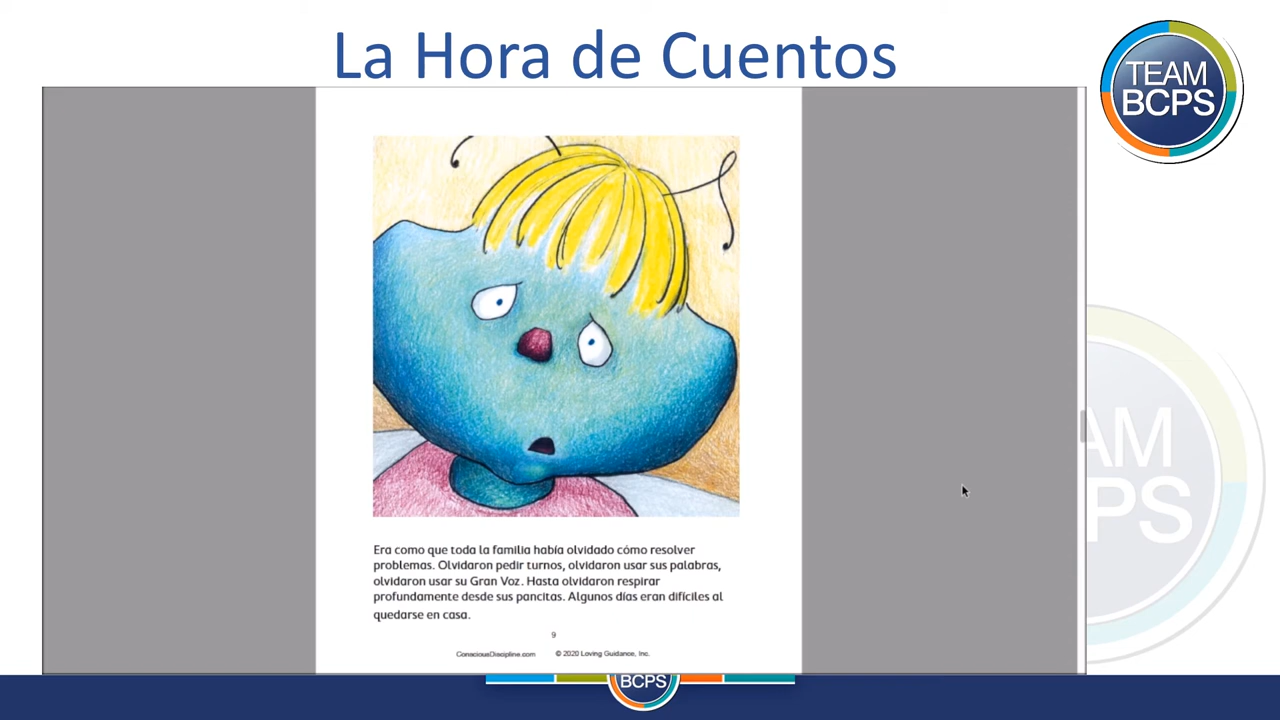 La Hora de Cuentos
TEAM
BCPS
Era como que toda la familia había olvidado cómo resolver
problemas. Olvidaron pedir turnos, olvidaron usar sus palabras,
olvidaron usar su Gran Voz. Hasta olvidaron respirar
profundamente desde sus pancitas. Algunos días eran difíciles al
quedarse en casa.
9
ConsciousDiscipline.com © 2020 Loving Guidance, Inc.
AM
CPS
BCPS